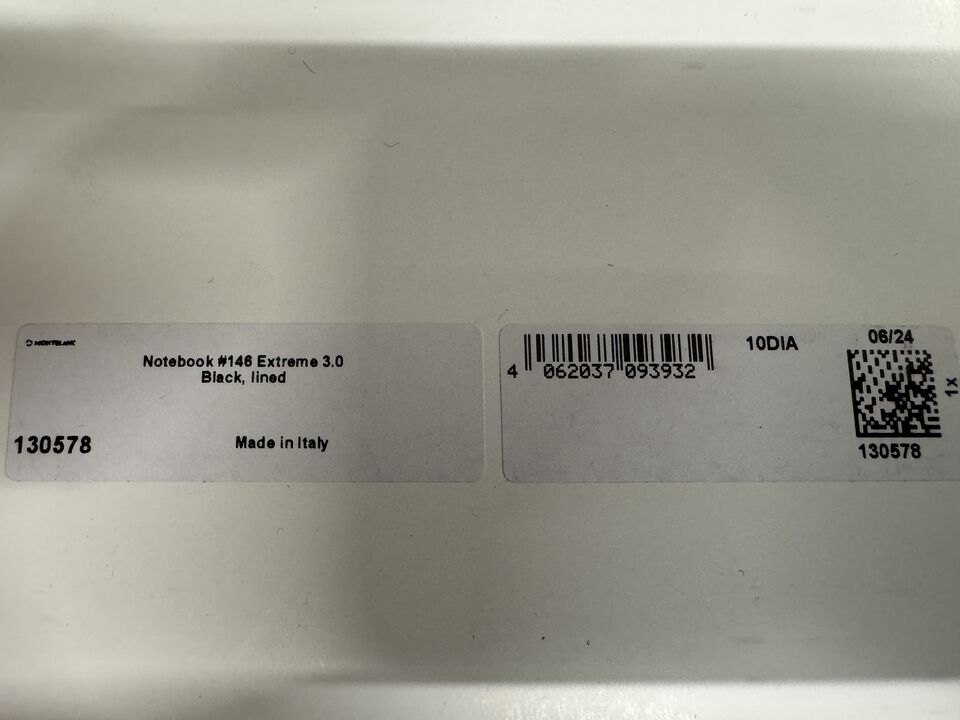 MONTBLANC
Notebook #146 Extreme 3.0
Black, lined
130578
Made in Italy
4 062037 093932
10DIA
06/24
1x
130578